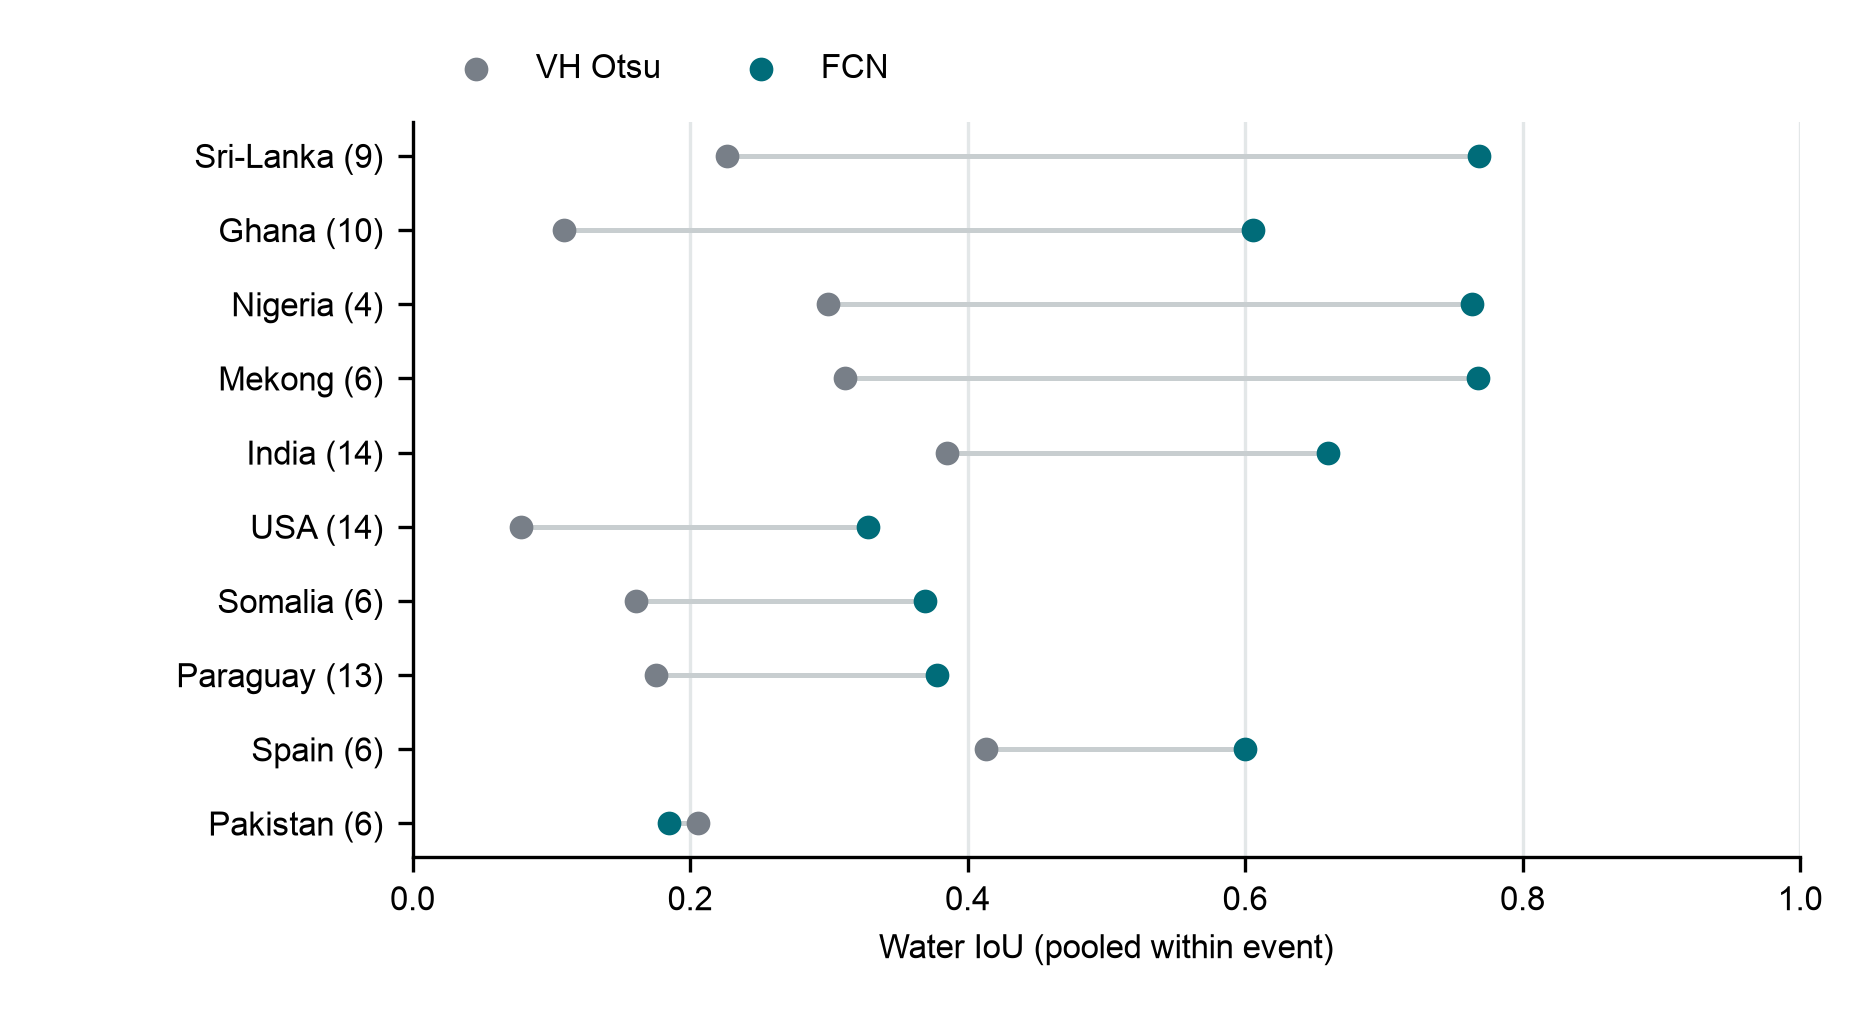 VH Otsu FCN
Sri-Lanka (9)
Ghana (10)
Nigeria (4)
Mekong (6)
India (14)
USA (14)
Somalia (6)
Paraguay (13)
Spain (6)
Pakistan (6)
0.0 0.2 0.4 0.6 0.8 1.0
Water IoU (pooled within event)